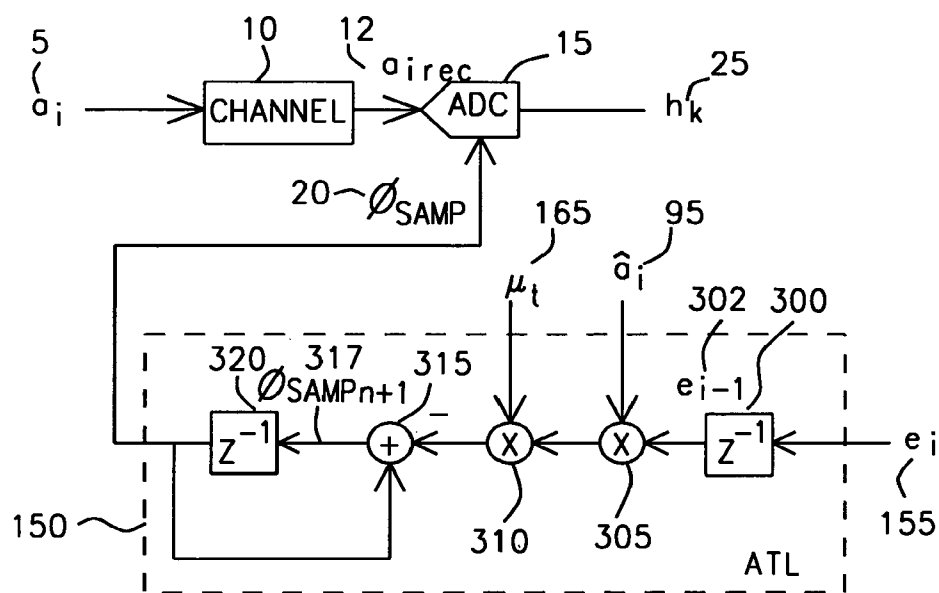 5 10 12 15 25
a_i CHANNEL a_irec ADC h_k
20 Ø_SAMP
165 95
μ_t â_i
302 300
320 317 315 e_i-1
Ø_SAMPn+1 −
Z^-1 + X X Z^-1 e_i
150 310 305 155
ATL